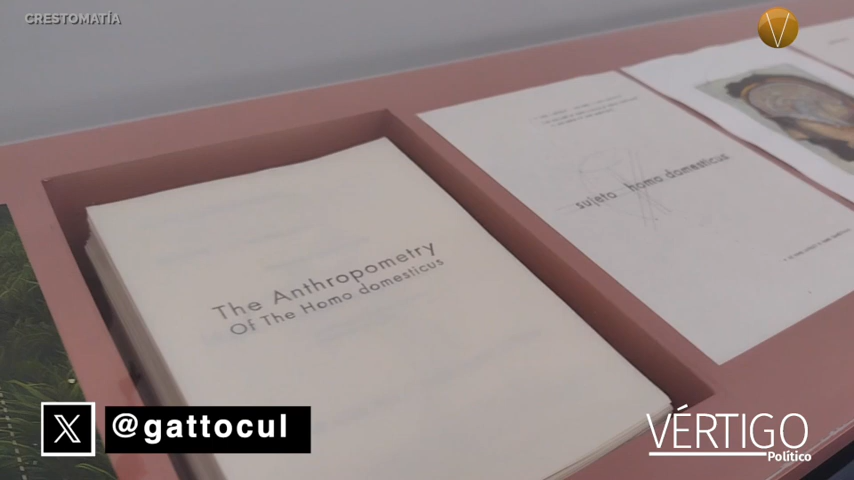 CRESTOMATÍA
V
The Anthropometry
Of The Homo domesticus
sujeto homo domesticus
X
@gattocul
VÉRTIGO
Político